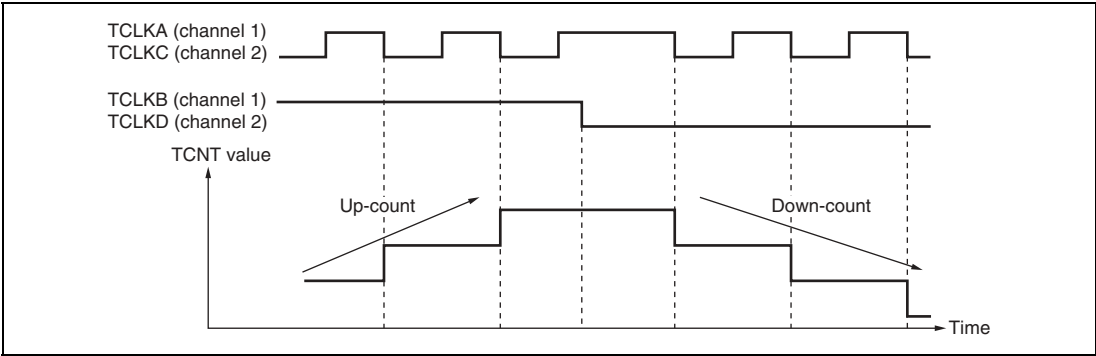 TCLKA (channel 1)
TCLKC (channel 2)
TCLKB (channel 1)
TCLKD (channel 2)
TCNT value
Up-count
Down-count
Time